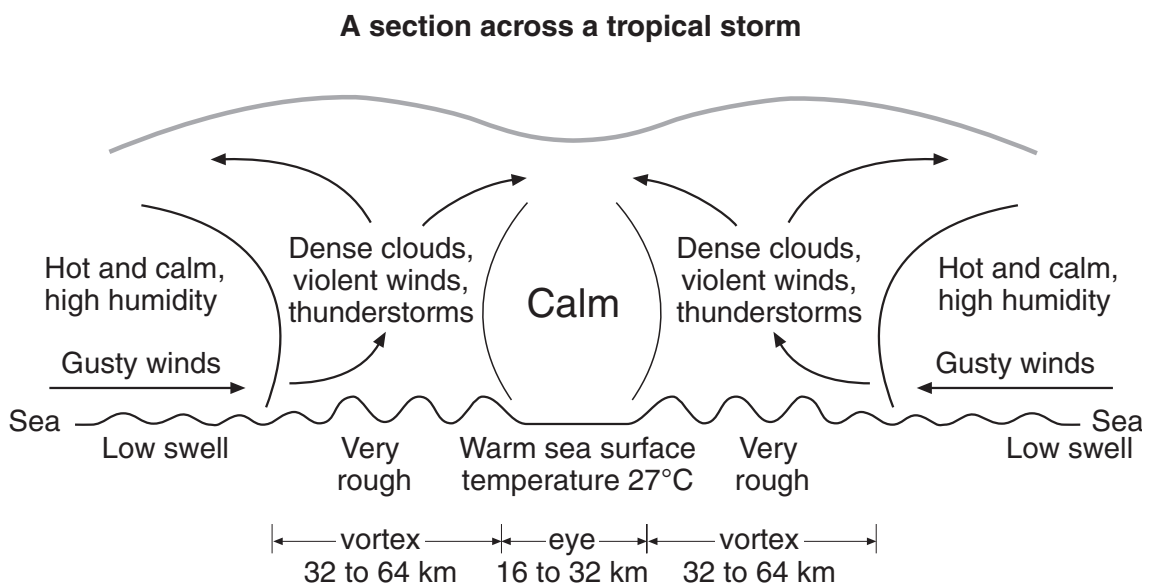 A section across a tropical storm
Hot and calm,
high humidity
Dense clouds,
violent winds,
thunderstorms
Calm
Dense clouds,
violent winds,
thunderstorms
Hot and calm,
high humidity
Gusty winds
Gusty winds
Sea
Sea
Low swell
Very
rough
Warm sea surface
temperature 27°C
Very
rough
Low swell
vortex
32 to 64 km
eye
16 to 32 km
vortex
32 to 64 km